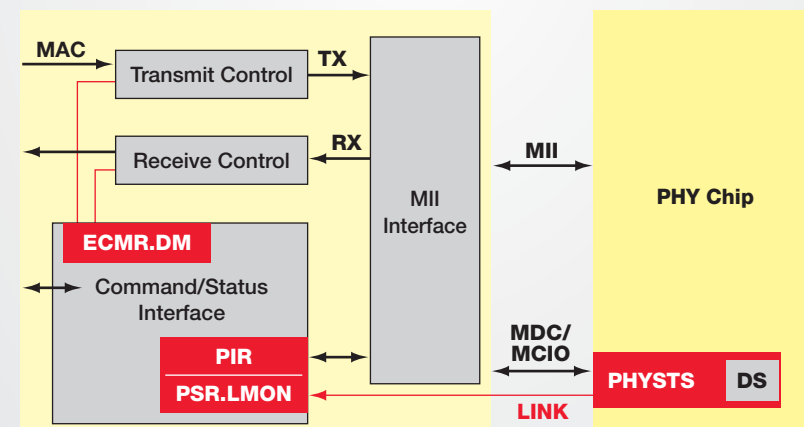 MAC
Transmit Control
TX
Receive Control
RX
MII
Interface
MII
PHY Chip
ECMR.DM
Command/Status
Interface
PIR
PSR.LMON
MDC/
MCIO
PHYSTS
DS
LINK